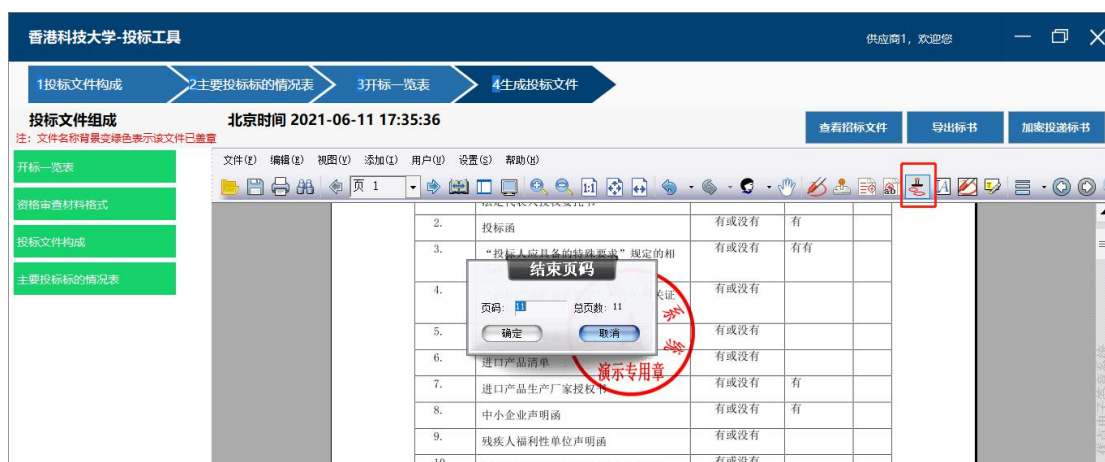 香港科技大学-投标工具
供应商1，欢迎您
1投标文件构成
2主要投标标的情况表
3开标一览表
4生成投标文件
投标文件组成
注：文件名称背景变绿色表示该文件已盖章
北京时间 2021-06-11 17:35:36
查看招标文件
导出标书
加密投递标书
开标一览表
资格审查材料格式
投标文件构成
主要投标标的情况表
文件(F) 编辑(E) 视图(V) 添加(I) 用户(U) 设置(S) 帮助(H)
页 1
2. 投标函 有或没有 有
3. “投标人应具备的特殊要求”规定的相 有或没有 有有
结束页码
4. 关证 有或没有
页码: 11 总页数: 11
确定 取消
5. 有或没有
6. 进口产品清单 有或没有
系统
演示专用章
7. 进口产品生产厂家授权书 有或没有 有
8. 中小企业声明函 有或没有 有
9. 残疾人福利性单位声明函 有或没有
10. 有或没有